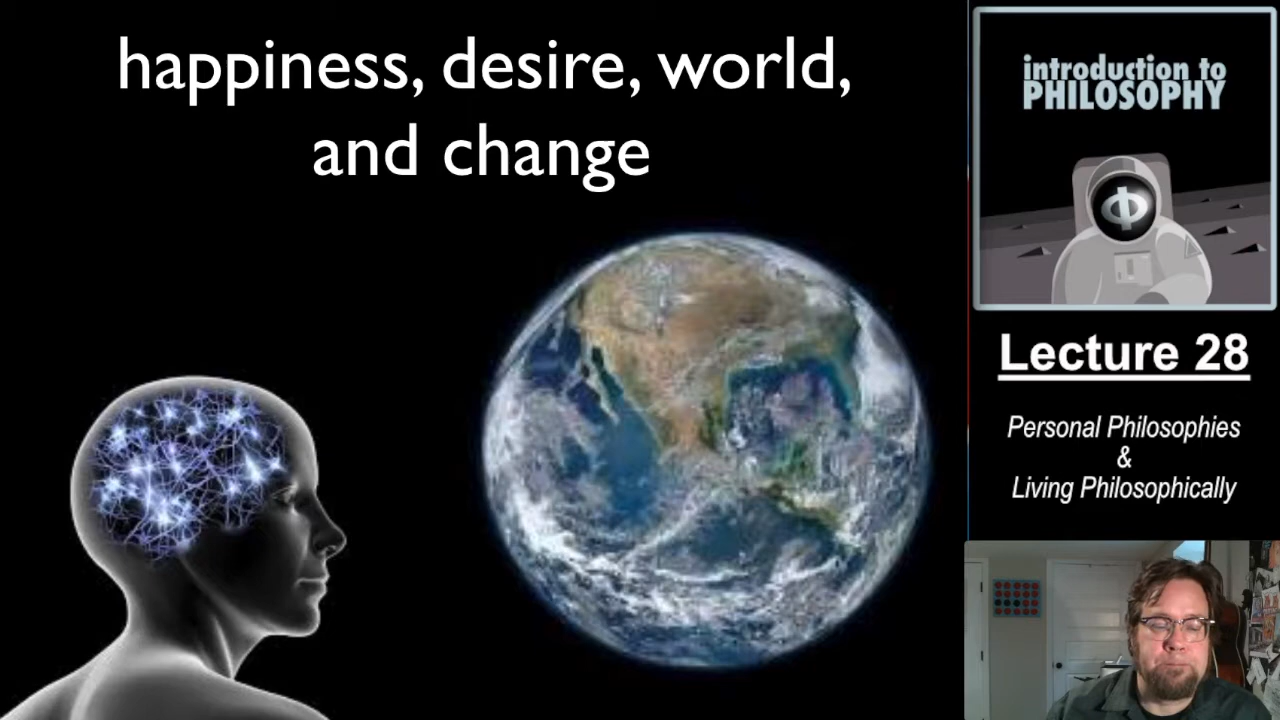 happiness, desire, world,
and change
introduction to
PHILOSOPHY
Φ
Lecture 28
Personal Philosophies
&
Living Philosophically